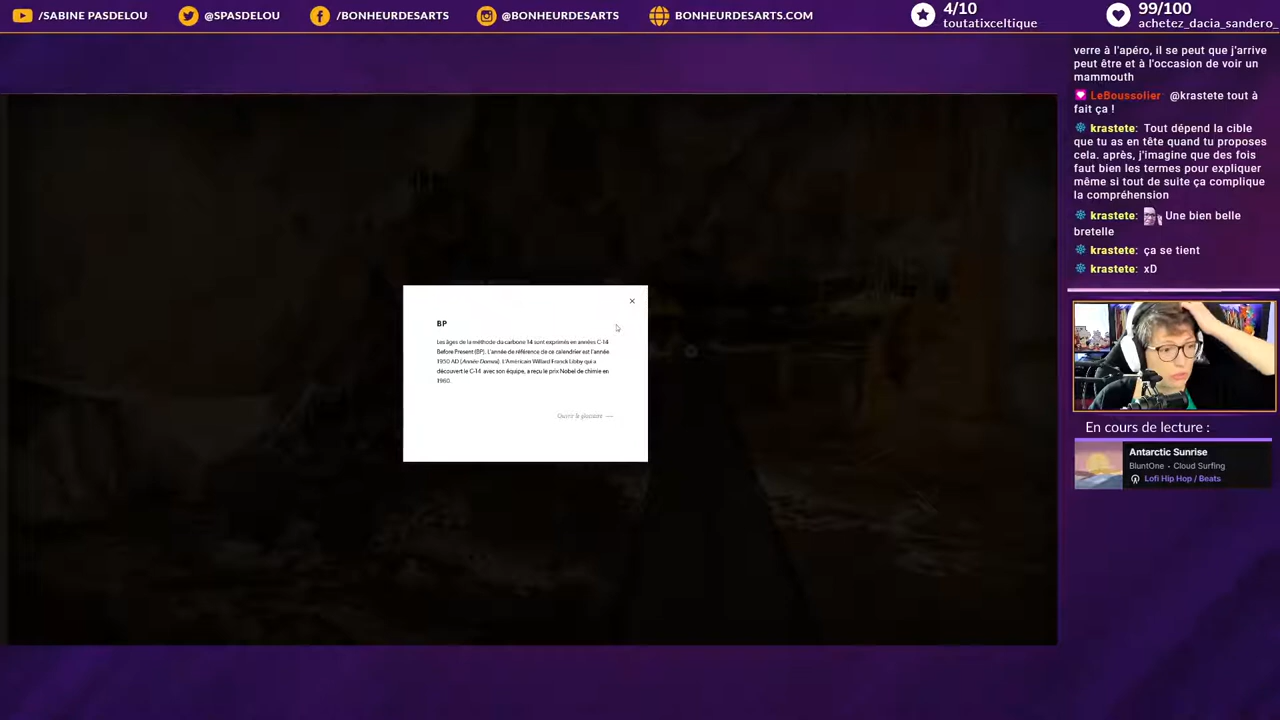 /SABINE PASDELOU
@SPASDELOU
/BONHEURDESARTS
@BONHEURDESARTS
BONHEURDESARTS.COM
4/10
toutatixceltique
99/100
achetez_dacia_sandero_
verre à l'apéro, il se peut que j'arrive
peut être et à l'occasion de voir un
mammouth
LeBoussolier @krastete tout à
fait ça !
krastete: Tout dépend la cible
que tu as en tête quand tu proposes
cela. après, j'imagine que des fois
faut bien les termes pour expliquer
même si tout de suite ça complique
la compréhension
krastete: Une bien belle
bretelle
krastete: ça se tient
krastete: xD
BP
Les âges de la méthode du carbone 14 sont exprimés en années C-14
Before Present (BP). L'année de référence de ce calendrier est l'année
1950 AD (Année Domini). L'Américain Willard Franck Libby qui a
découvert le C-14 avec son équipe, a reçu le prix Nobel de chimie en
1960.
Ouvrir le glossaire
En cours de lecture :
Antarctic Sunrise
BluntOne • Cloud Surfing
Lofi Hip Hop / Beats